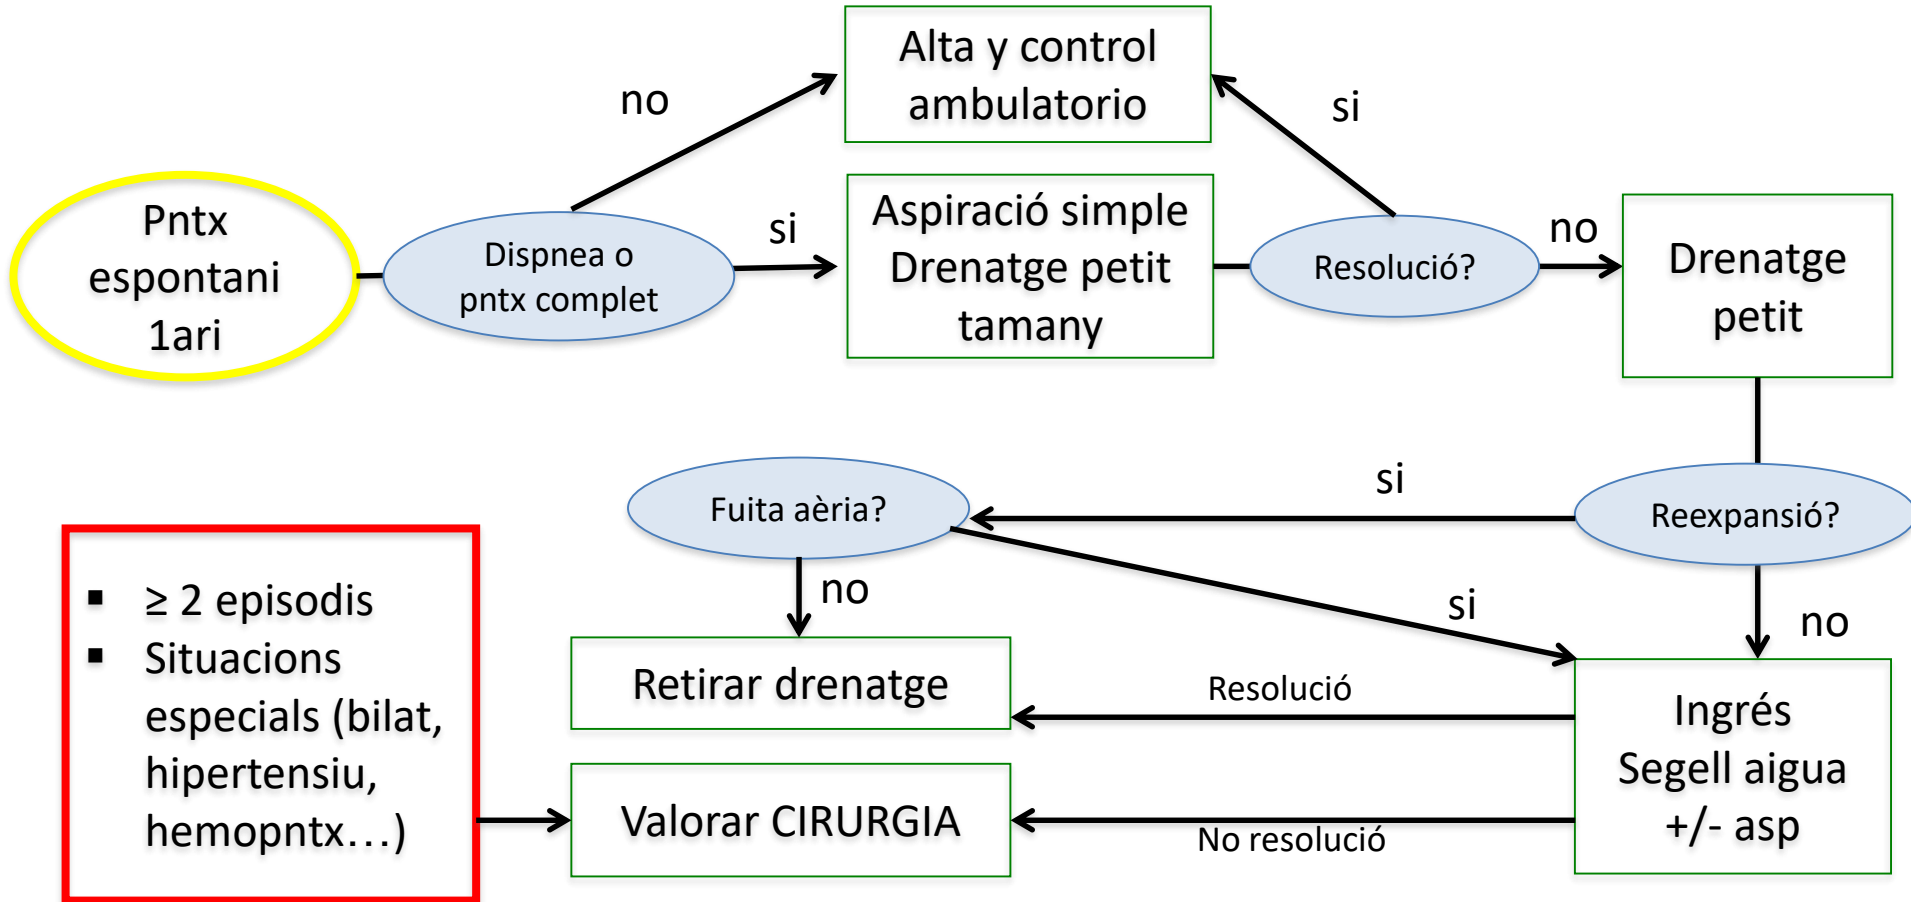 Alta y control
ambulatorio
no
si
Pntx
espontani
1ari
Dispnea o
pntx complet
si
Aspiració simple
Drenatge petit
tamany
Resolució?
no
Drenatge
petit
Fuita aèria?
si
Reexpansió?
no
si
no
▪ ≥ 2 episodis
▪ Situacions
especials (bilat,
hipertensiu,
hemopntx...)
Retirar drenatge
Resolució
Ingrés
Segell aigua
+/- asp
Valorar CIRURGIA
No resolució